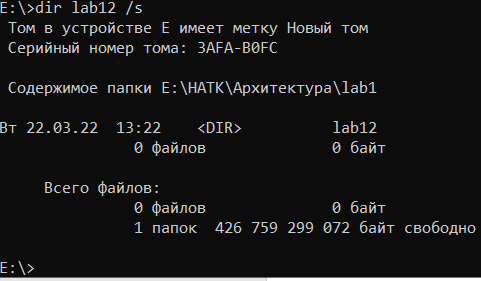 E:\>dir lab12 /s
Том в устройстве E имеет метку Новый том
Серийный номер тома: 3AFA-B0FC
Содержимое папки E:\НАТК\Архитектура\lab1
Вт 22.03.22 13:22 <DIR> lab12
0 файлов 0 байт
Всего файлов:
0 файлов 0 байт
1 папок 426 759 299 072 байт свободно
E:\>